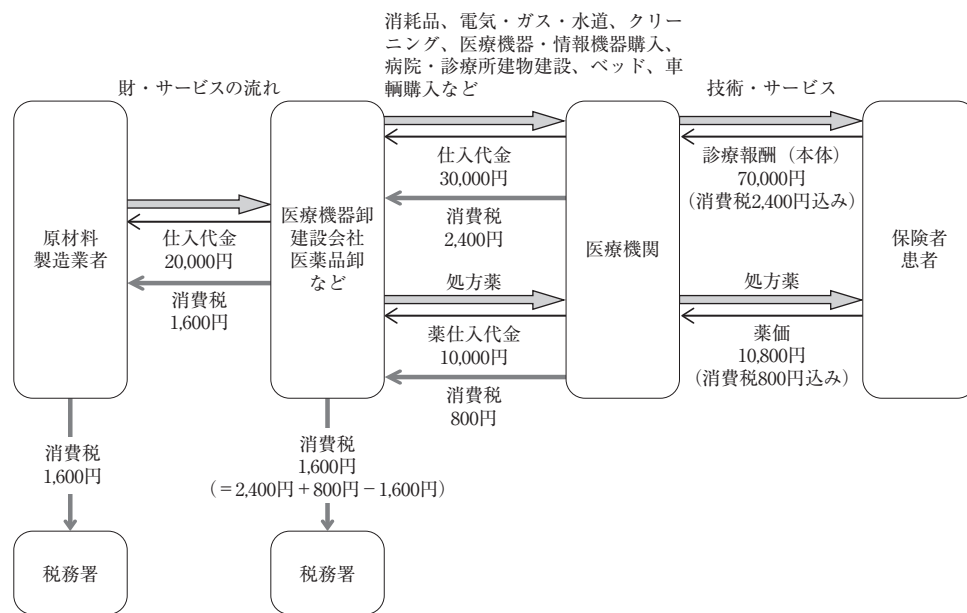 消耗品、電気・ガス・水道、クリー
ニング、医療機器・情報機器購入、
病院・診療所建物建設、ベッド、車
輌購入など
財・サービスの流れ
技術・サービス
原材料
製造業者
仕入代金
20,000円
消費税
1,600円
医療機器卸
建設会社
医薬品卸
など
仕入代金
30,000円
消費税
2,400円
処方薬
薬仕入代金
10,000円
消費税
800円
医療機関
診療報酬（本体）
70,000円
（消費税2,400円込み）
処方薬
薬価
10,800円
（消費税800円込み）
保険者
患者
消費税
1,600円
消費税
1,600円
（＝2,400円＋800円－1,600円）
税務署
税務署